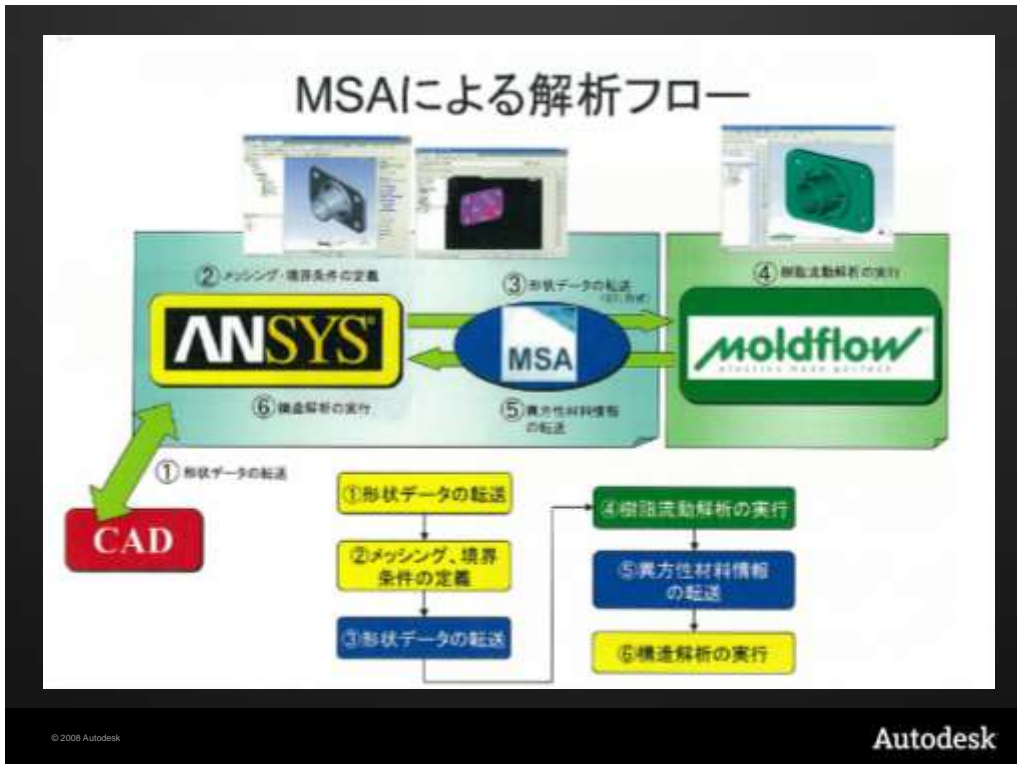 MSAによる解析フロー
②メッシング・境界条件の定義
③形状データの転送
④樹脂流動解析の実行
ANSYS®
MSA
moldflow
plastics made perfect
⑥構造解析の実行
⑤異方性材料情報
の転送
①形状データの転送
CAD
①形状データの転送
②メッシング、境界
条件の定義
③形状データの転送
④樹脂流動解析の実行
⑤異方性材料情報
の転送
⑥構造解析の実行
© 2008 Autodesk
Autodesk